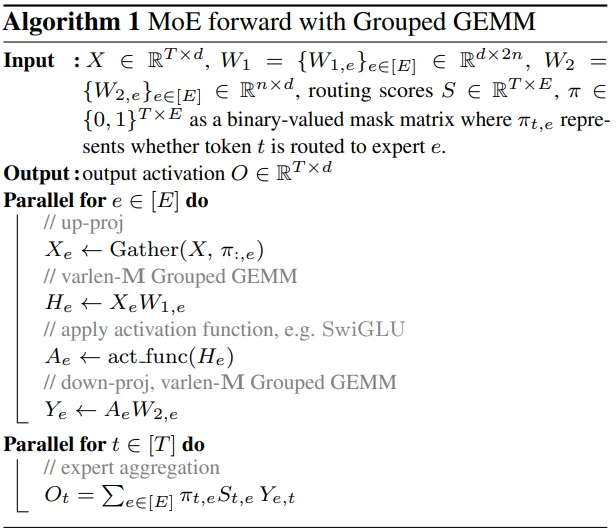 Algorithm 1 MoE forward with Grouped GEMM
Input : X ∈ ℝ^{T×d}, W_1 = {W_{1,e}}_{e∈[E]} ∈ ℝ^{d×2n}, W_2 =
{W_{2,e}}_{e∈[E]} ∈ ℝ^{n×d}, routing scores S ∈ ℝ^{T×E}, π ∈
{0, 1}^{T×E} as a binary-valued mask matrix where π_{t,e} repre-
sents whether token t is routed to expert e.
Output : output activation O ∈ ℝ^{T×d}
Parallel for e ∈ [E] do
// up-proj
X_e ← Gather(X, π_{:,e})
// varlen-M Grouped GEMM
H_e ← X_e W_{1,e}
// apply activation function, e.g. SwiGLU
A_e ← act_func(H_e)
// down-proj, varlen-M Grouped GEMM
Y_e ← A_e W_{2,e}
Parallel for t ∈ [T] do
// expert aggregation
O_t = ∑_{e∈[E]} π_{t,e} S_{t,e} Y_{e,t}